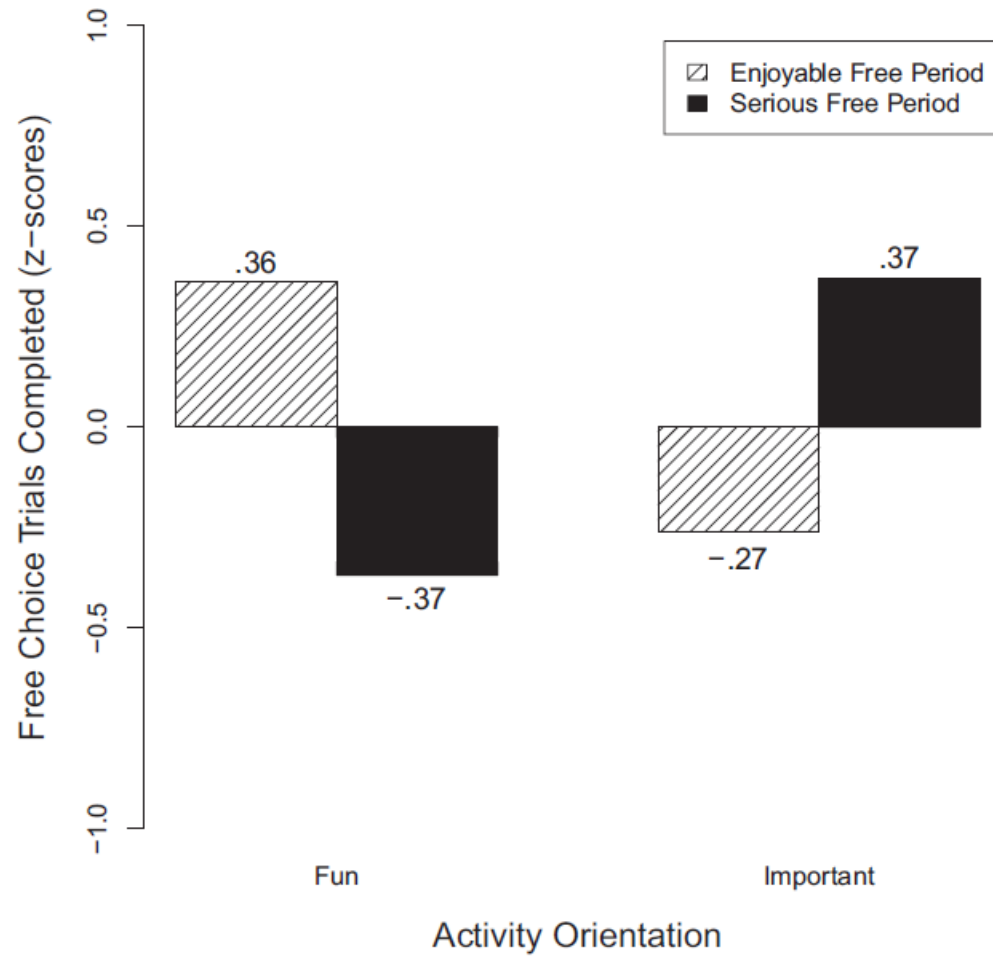 Enjoyable Free Period
Serious Free Period
Free Choice Trials Completed (z−scores)
1.0
0.5
0.0
−0.5
−1.0
.36
−.37
−.27
.37
Fun
Important
Activity Orientation